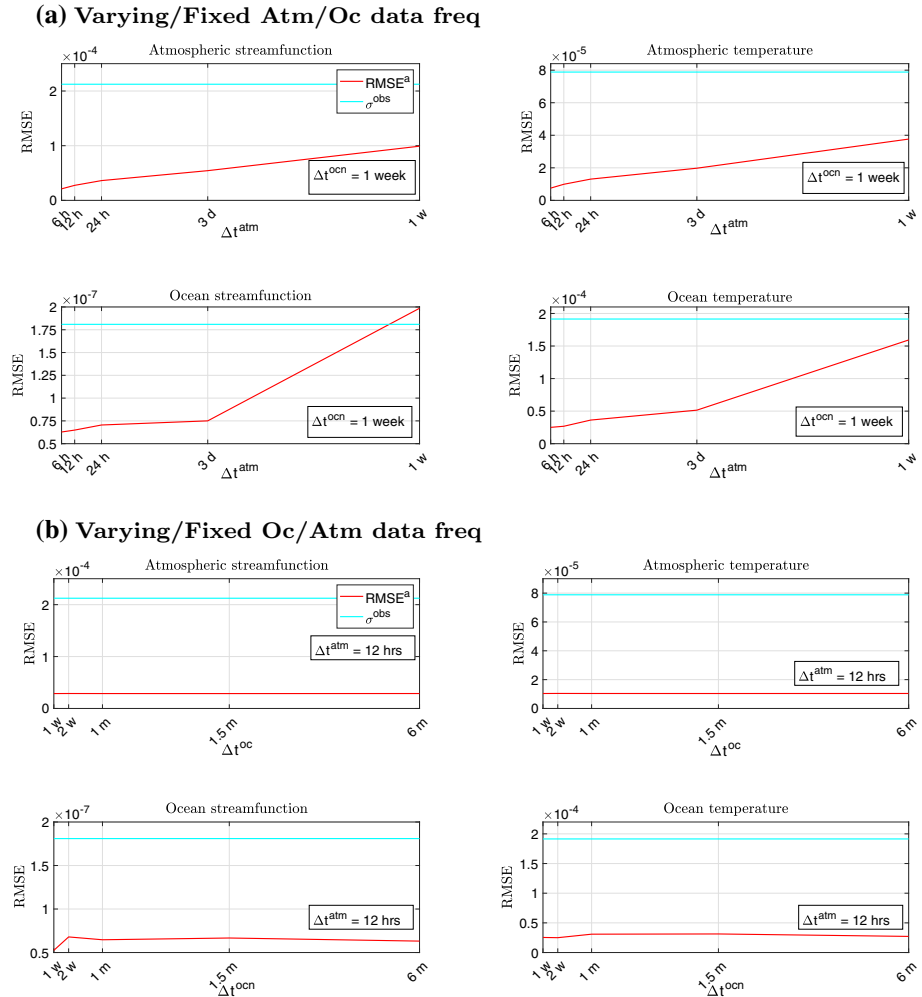 (a) Varying/Fixed Atm/Oc data freq
Atmospheric streamfunction
×10-4
RMSE
2
1
0
RMSEa
σobs
Δtocn = 1 week
6 h
12 h
24 h
3 d
1 w
Δtatm
Atmospheric temperature
×10-5
RMSE
8
6
4
2
0
Δtocn = 1 week
6 h
12 h
24 h
3 d
1 w
Δtatm
Ocean streamfunction
×10-7
RMSE
2
1.75
1.5
1
0.75
0.5
Δtocn = 1 week
6 h
12 h
24 h
3 d
1 w
Δtatm
Ocean temperature
×10-4
RMSE
2
1.5
1
0.5
0
Δtocn = 1 week
6 h
12 h
24 h
3 d
1 w
Δtatm
(b) Varying/Fixed Oc/Atm data freq
Atmospheric streamfunction
×10-4
RMSE
2
1
0
RMSEa
σobs
Δtatm = 12 hrs
1 w
2 w
1 m
1.5 m
6 m
Δtoc
Atmospheric temperature
×10-5
RMSE
8
6
4
2
0
Δtatm = 12 hrs
1 w
2 w
1 m
1.5 m
6 m
Δtoc
Ocean streamfunction
×10-7
RMSE
2
1.5
1
0.5
Δtatm = 12 hrs
1 w
2 w
1 m
1.5 m
6 m
Δtocn
Ocean temperature
×10-4
RMSE
2
1.5
1
0.5
0
Δtatm = 12 hrs
1 w
2 w
1 m
1.5 m
6 m
Δtocn